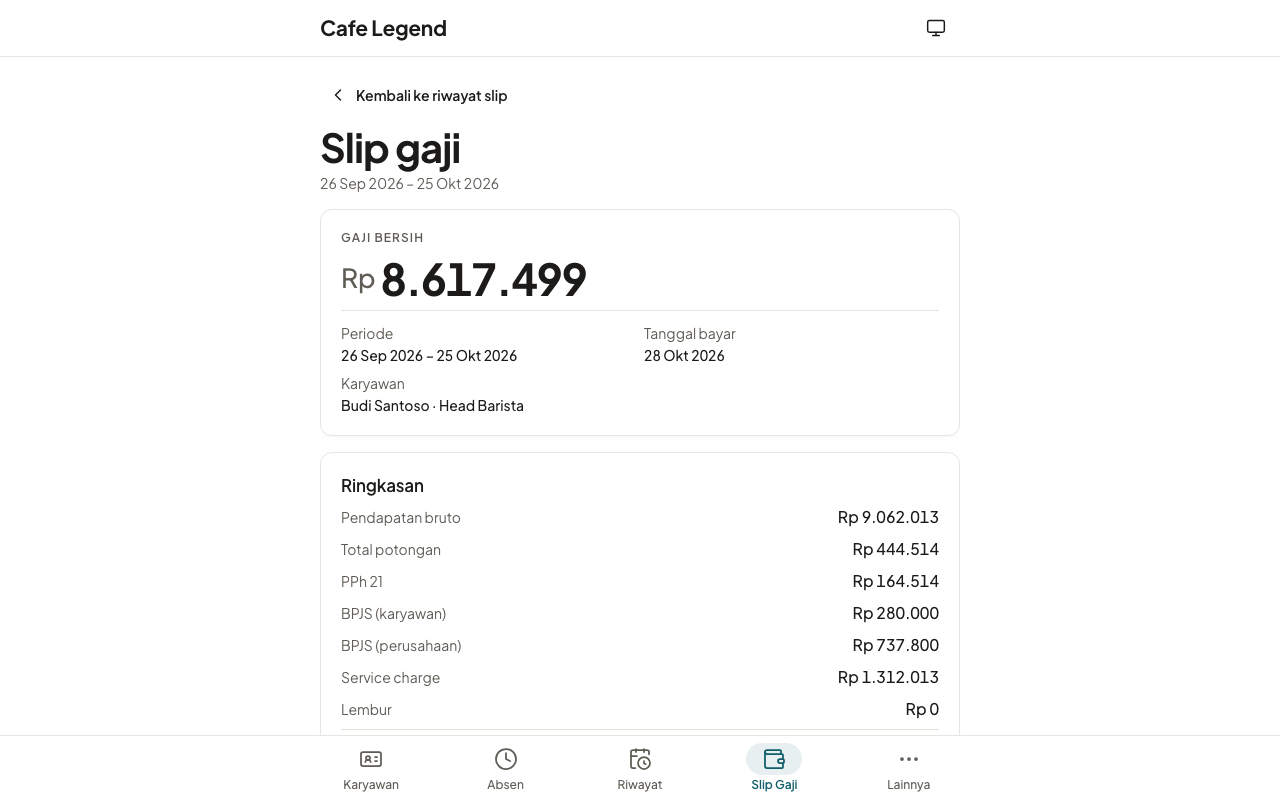 Cafe Legend
Kembali ke riwayat slip
Slip gaji
26 Sep 2026 – 25 Okt 2026
GAJI BERSIH
Rp 8.617.499
Periode
26 Sep 2026 – 25 Okt 2026
Tanggal bayar
28 Okt 2026
Karyawan
Budi Santoso · Head Barista
Ringkasan
Pendapatan bruto Rp 9.062.013
Total potongan Rp 444.514
PPh 21 Rp 164.514
BPJS (karyawan) Rp 280.000
BPJS (perusahaan) Rp 737.800
Service charge Rp 1.312.013
Lembur Rp 0
Karyawan
Absen
Riwayat
Slip Gaji
Lainnya